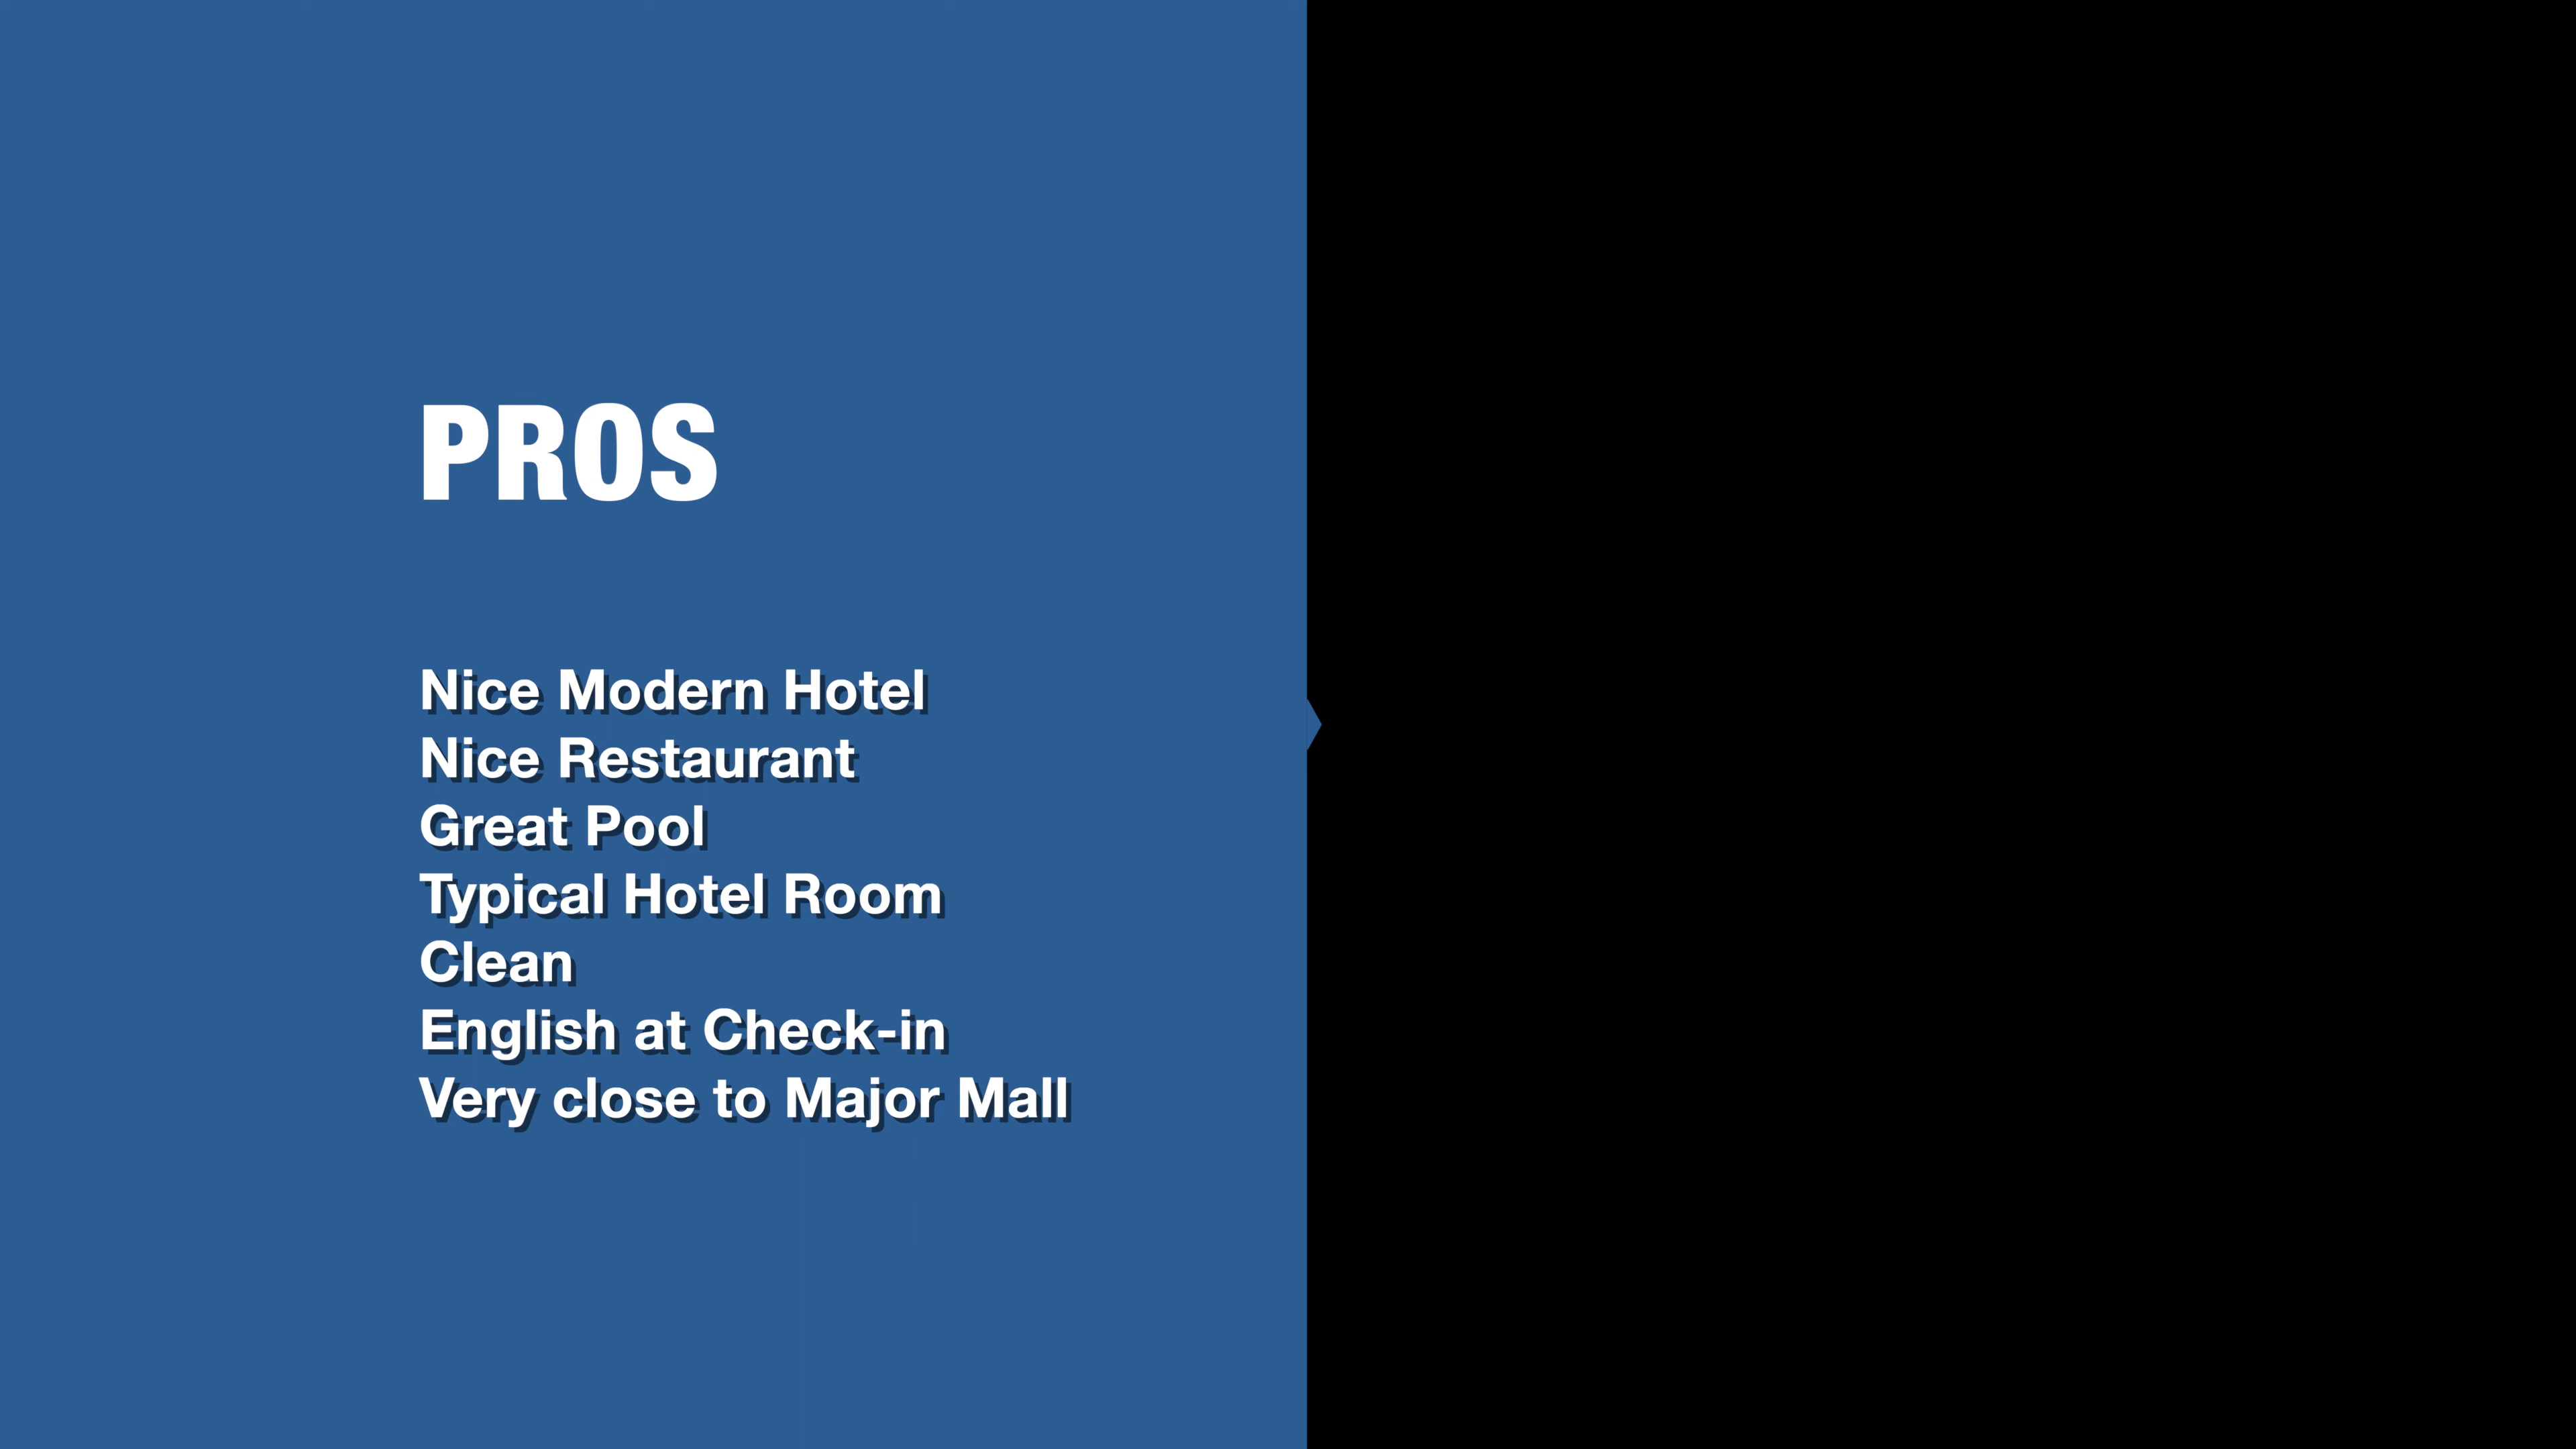 PROS
Nice Modern Hotel
Nice Restaurant
Great Pool
Typical Hotel Room
Clean
English at Check-in
Very close to Major Mall